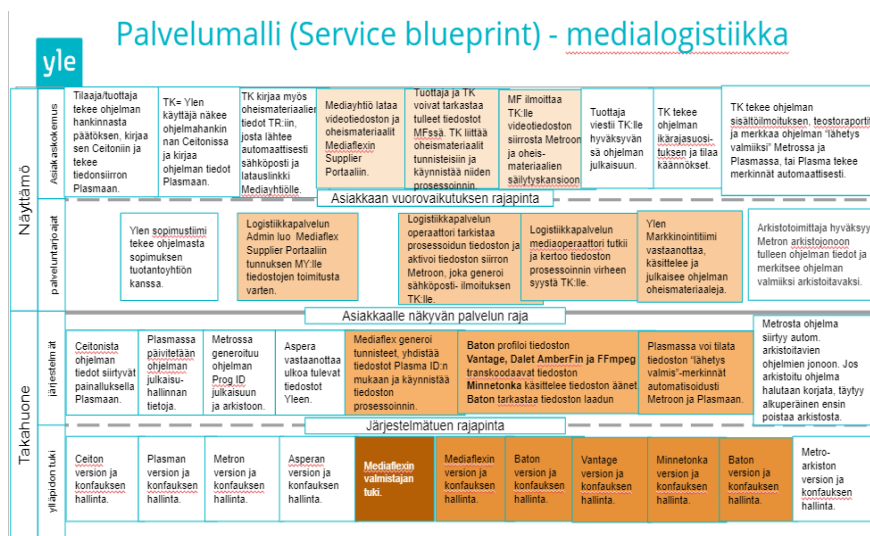 Palvelumalli (Service blueprint) - medialogistiikka
yle
Näyttämö
Asiakaskokemus
Tilaaja/tuottaja
tekee ohjelman
hankinnasta
päätöksen, kirjaa
sen Ceitoniin ja
tekee
tiedonsiirron
Plasmaan.
TK= Ylen
käyttäjä näkee
ohjelmahankin
nan Ceitonissa
ja kirjaa
ohjelman tiedot
Plasmaan.
TK kirjaa myös
oheismateriaalien
tiedot TR:iin,
josta lähtee
automaattisesti
sähköposti ja
latauslinkki
Mediayhtiölle.
Mediayhtiö lataa
videotiedoston ja
oheismateriaalit
Mediaflexin
Supplier
Portaaliin.
Tuottaja ja TK
voivat tarkastaa
tulleet tiedostot
MFssä. TK liittää
oheismateriaalit
tunnisteisiin ja
käynnistää niiden
prosessoinnin.
MF ilmoittaa
TK:lle
videotiedoston
siirrosta Metroon
ja oheis-
materiaalien
säilytyskansioon
Tuottaja
viestii TK:lle
hyväksyvän
sä ohjelman
julkaisuun.
TK tekee
ohjelman
ikärajasuosi-
tuksen ja tilaa
käännökset.
TK tekee ohjelman
sisältöilmoituksen, teostoraportit
ja merkkaa ohjelman "lähetys
valmiiksi" Metrossa ja
Plasmassa, tai Plasma tekee
merkinnät automaattisesti.
Asiakkaan vuorovaikutuksen rajapinta
palveluntarjoajat
Ylen sopimustiimi
tekee ohjelmasta
sopimuksen
tuotantoyhtiön
kanssa.
Logistiikkapalvelun
Admin luo Mediaflex
Supplier Portaaliin
tunnuksen MY:lle
tiedostojen toimitusta
varten.
Logistiikkapalvelun
operaattori tarkistaa
prosessoidun tiedoston ja
aktivoi tiedoston siirron
Metroon, joka generoi
sähköposti- ilmoituksen
TK:lle.
Logistiikkapalvelun
mediaoperaattori tutkii
ja kertoo tiedoston
prosessoinnin virheen
syystä TK:lle.
Ylen
Markkinointitiimi
vastaanottaa,
käsittelee ja
julkaisee ohjelman
oheismateriaaleja.
Arkistotoimittaja hyväksyy
Metron arkistojonoon
tulleen ohjelman tiedot ja
merkitsee ohjelman
valmiiksi arkistoitavaksi.
Asiakkaalle näkyvän palvelun raja
Takahuone
järjestelmät
Ceitonista
ohjelman
tiedot siirtyvät
painalluksella
Plasmaan.
Plasmassa
päivitetään
ohjelman
julkaisu-
hallinnan
tietoja.
Metrossa
generoituu
ohjelman
Prog ID
julkaisuun
ja arkistoon.
Aspera
vastaanottaa
ulkoa tulevat
tiedostot
Yleen.
Mediaflex generoi
tunnisteet, yhdistää
tiedostot Plasma ID:n
mukaan ja käynnistää
tiedoston
prosessoinnin.
Baton profiloi tiedoston
Vantage, Dalet AmberFin ja FFmpeg
transkoodaavat tiedoston
Minnetonka käsittelee tiedoston äänet
Baton tarkastaa tiedoston laadun
Plasmassa voi tilata
tiedoston "lähetys
valmis"-merkinnät
automatisoidusti
Metroon ja Plasmaan.
Metrosta ohjelma
siirtyy autom.
arkistoitavien
ohjelmien jonoon. Jos
arkistoitu ohjelma
halutaan korjata, täytyy
alkuperäinen ensin
poistaa arkistosta.
Järjestelmätuen rajapinta
ylläpidon tuki
Ceiton
version ja
konfauksen
hallinta.
Plasman
version ja
konfauksen
hallinta.
Metron
version ja
konfauksen
hallinta.
Asperan
version ja
konfauksen
hallinta.
Mediaflexin
valmistajan
tuki.
Mediaflexin
version ja
konfauksen
hallinta.
Baton
version ja
konfauksen
hallinta.
Vantage
version ja
konfauksen
hallinta.
Minnetonka
version ja
konfauksen
hallinta.
Baton
version ja
konfauksen
hallinta.
Metro-
arkiston
version ja
konfauksen
hallinta.